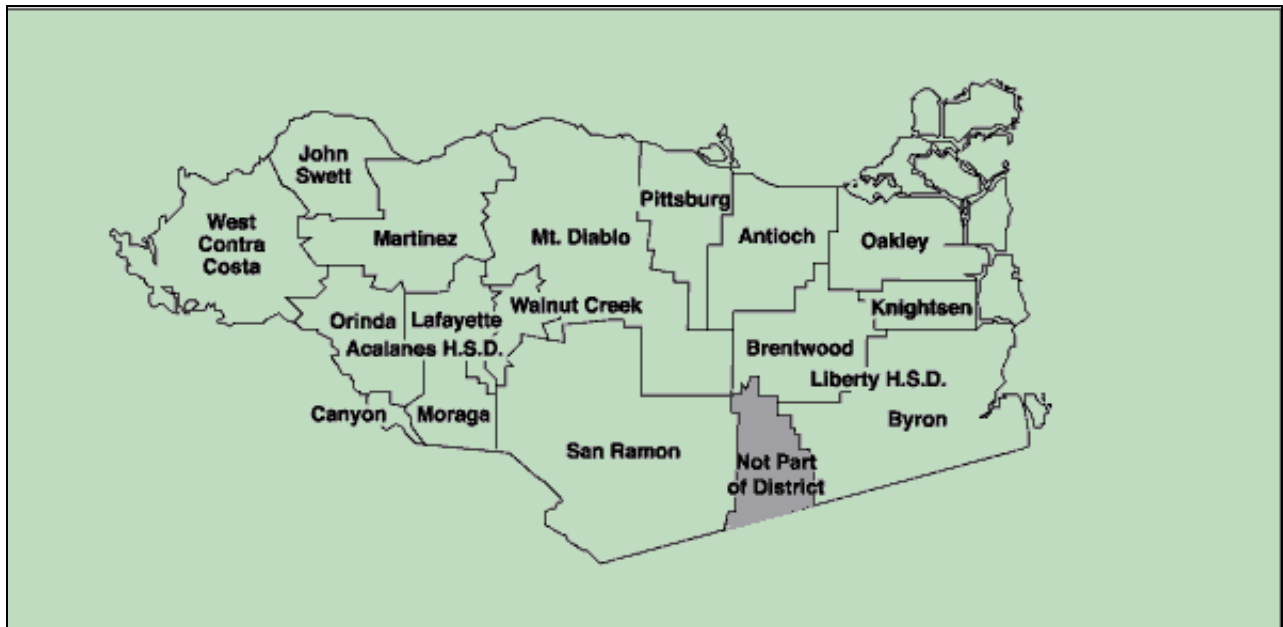 John
Swett
Pittsburg
West
Contra
Costa
Martinez
Mt. Diablo
Antioch
Oakley
Walnut Creek
Knightsen
Orinda
Lafayette
Acalanes H.S.D.
Brentwood
Liberty H.S.D.
Canyon
Moraga
Byron
San Ramon
Not Part
of District